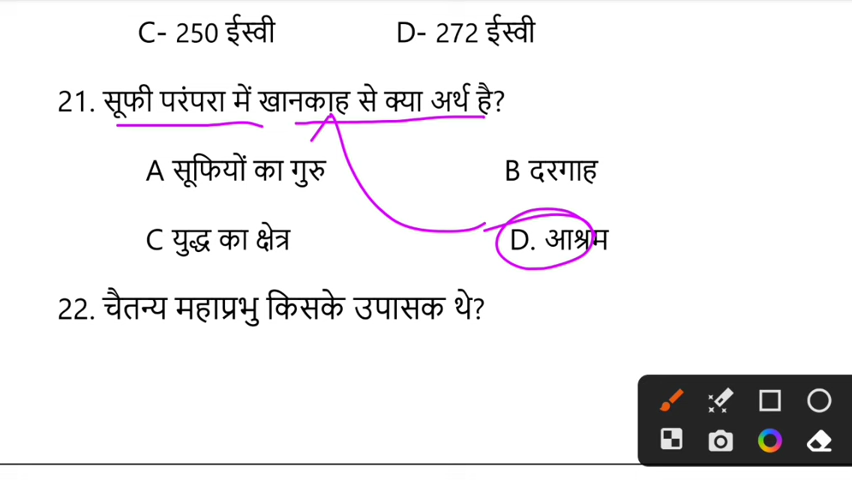 C- 250 ईस्वी D- 272 ईस्वी
21. सूफी परंपरा में खानकाह से क्या अर्थ है?
A सूफियों का गुरु B दरगाह
C युद्ध का क्षेत्र D. आश्रम
22. चैतन्य महाप्रभु किसके उपासक थे?